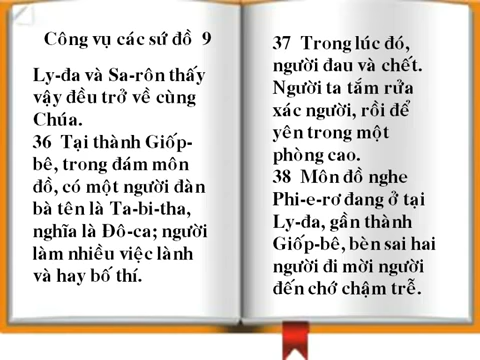 Công vụ các sứ đồ 9
Ly-đa và Sa-rôn thấy
vậy đều trở về cùng
Chúa.
36 Tại thành Giốp-
bê, trong đám môn
đồ, có một người đàn
bà tên là Ta-bi-tha,
nghĩa là Đô-ca; người
làm nhiều việc lành
và hay bố thí.
37 Trong lúc đó,
người đau và chết.
Người ta tắm rửa
xác người, rồi để
yên trong một
phòng cao.
38 Môn đồ nghe
Phi-e-rơ đang ở tại
Ly-đa, gần thành
Giốp-bê, bèn sai hai
người đi mời người
đến chớ chậm trễ.